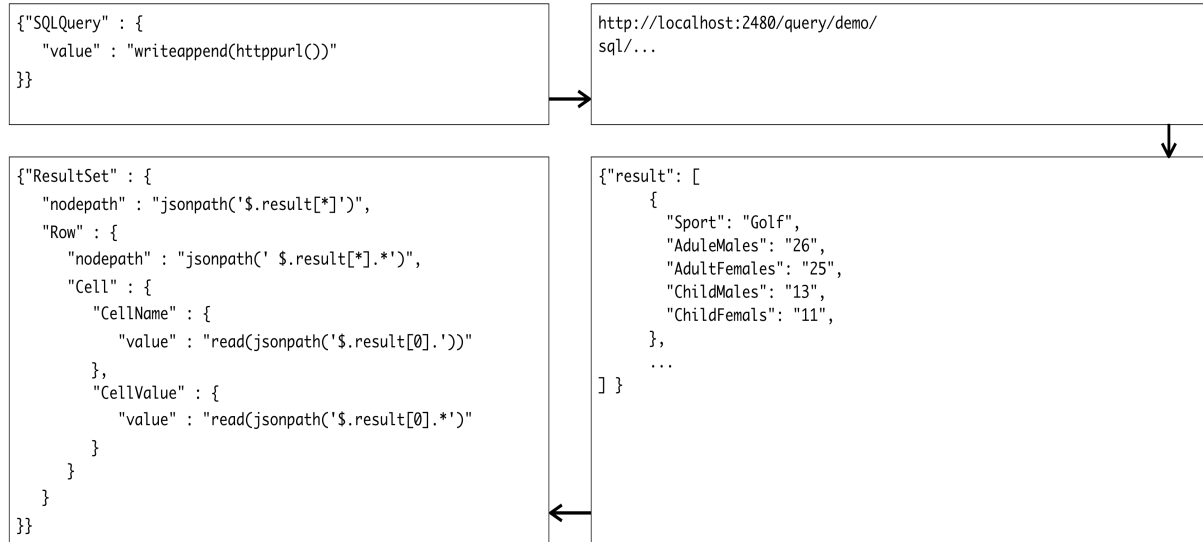 {"SQLQuery" : {
"value" : "writeappend(httppurl())"
}}
http://localhost:2480/query/demo/
sql/...
{"ResultSet" : {
"nodepath" : "jsonpath('$.result[*]')",
"Row" : {
"nodepath" : "jsonpath(' $.result[*].*')",
"Cell" : {
"CellName" : {
"value" : "read(jsonpath('$.result[0].'))"
},
"CellValue" : {
"value" : "read(jsonpath('$.result[0].*')"
}
}
}
}}
{"result": [
{
"Sport": "Golf",
"AduleMales": "26",
"AdultFemales": "25",
"ChildMales": "13",
"ChildFemals": "11",
},
...
] }